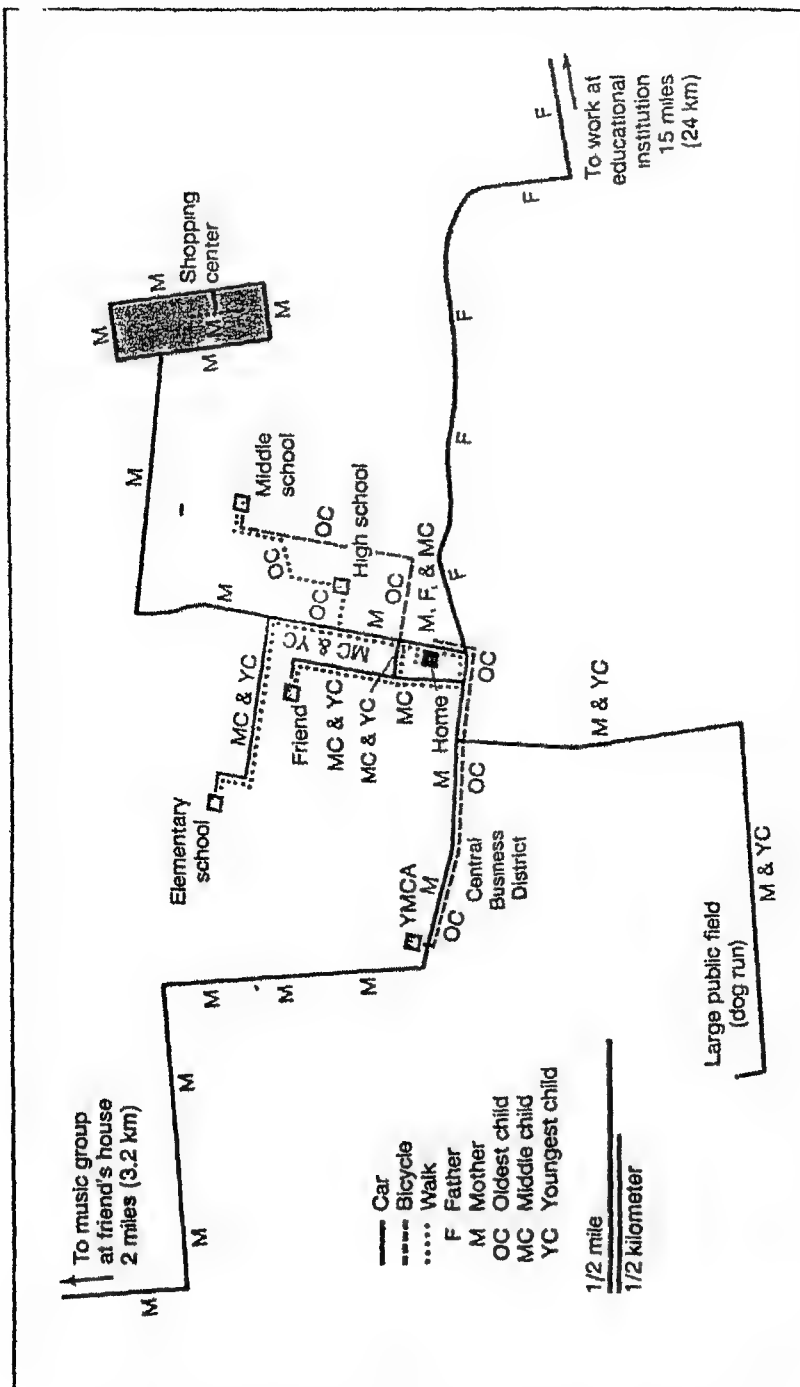 To music group
at friend's house
2 miles (3.2 km)
M
M
M
M
M
M
M
Elementary
school
MC & YC
M
M
M
M
M
M
M
Shopping
center
Middle
school
OC
OC
OC
High school
MC & YC
Friend
MC & YC
MC & YC
MC
M
OC
M, F, & MC
Home
YMCA
M
M
OC
OC
OC
Central
Business
District
F
F
F
F
F
To work at
educational
institution
15 miles
(24 km)
M & YC
M & YC
Large public field
(dog run)
Car
Bicycle
Walk
F Father
M Mother
OC Oldest child
MC Middle child
YC Youngest child
1/2 mile
1/2 kilometer